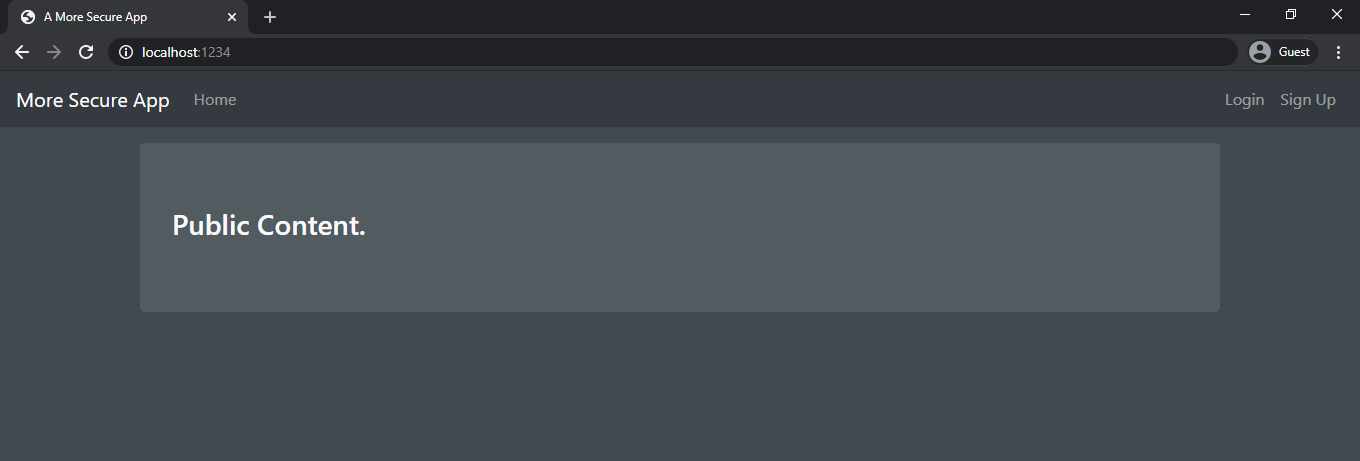 A More Secure App
localhost:1234
Guest
More Secure App Home Login Sign Up
Public Content.